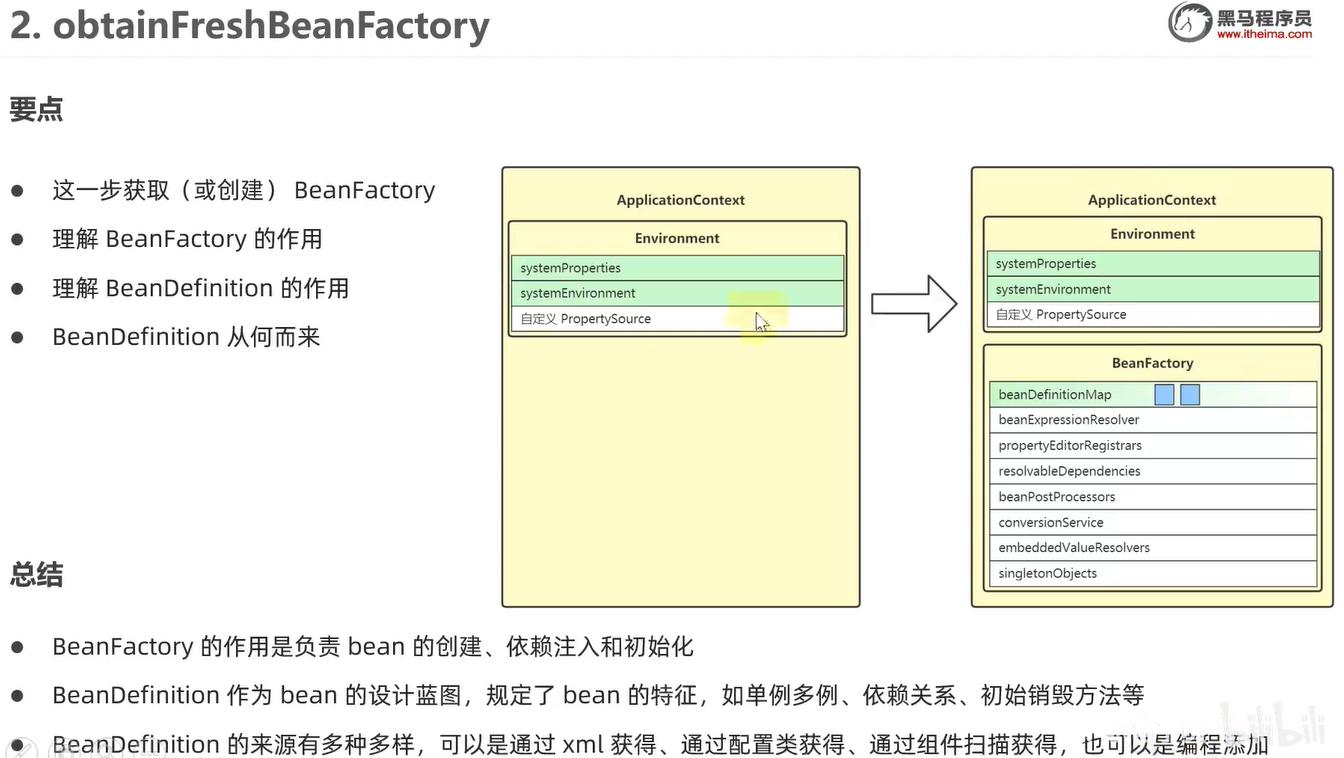 2. obtainFreshBeanFactory
黑马程序员
www.itheima.com
要点
● 这一步获取（或创建） BeanFactory
● 理解 BeanFactory 的作用
● 理解 BeanDefinition 的作用
● BeanDefinition 从何而来
ApplicationContext
Environment
systemProperties
systemEnvironment
自定义 PropertySource
ApplicationContext
Environment
systemProperties
systemEnvironment
自定义 PropertySource
BeanFactory
beanDefinitionMap
beanExpressionResolver
propertyEditorRegistrars
resolvableDependencies
beanPostProcessors
conversionService
embeddedValueResolvers
singletonObjects
总结
● BeanFactory 的作用是负责 bean 的创建、依赖注入和初始化
● BeanDefinition 作为 bean 的设计蓝图，规定了 bean 的特征，如单例多例、依赖关系、初始销毁方法等
● BeanDefinition 的来源有多种多样，可以是通过 xml 获得、通过配置类获得、通过组件扫描获得，也可以是编程添加
bilibili